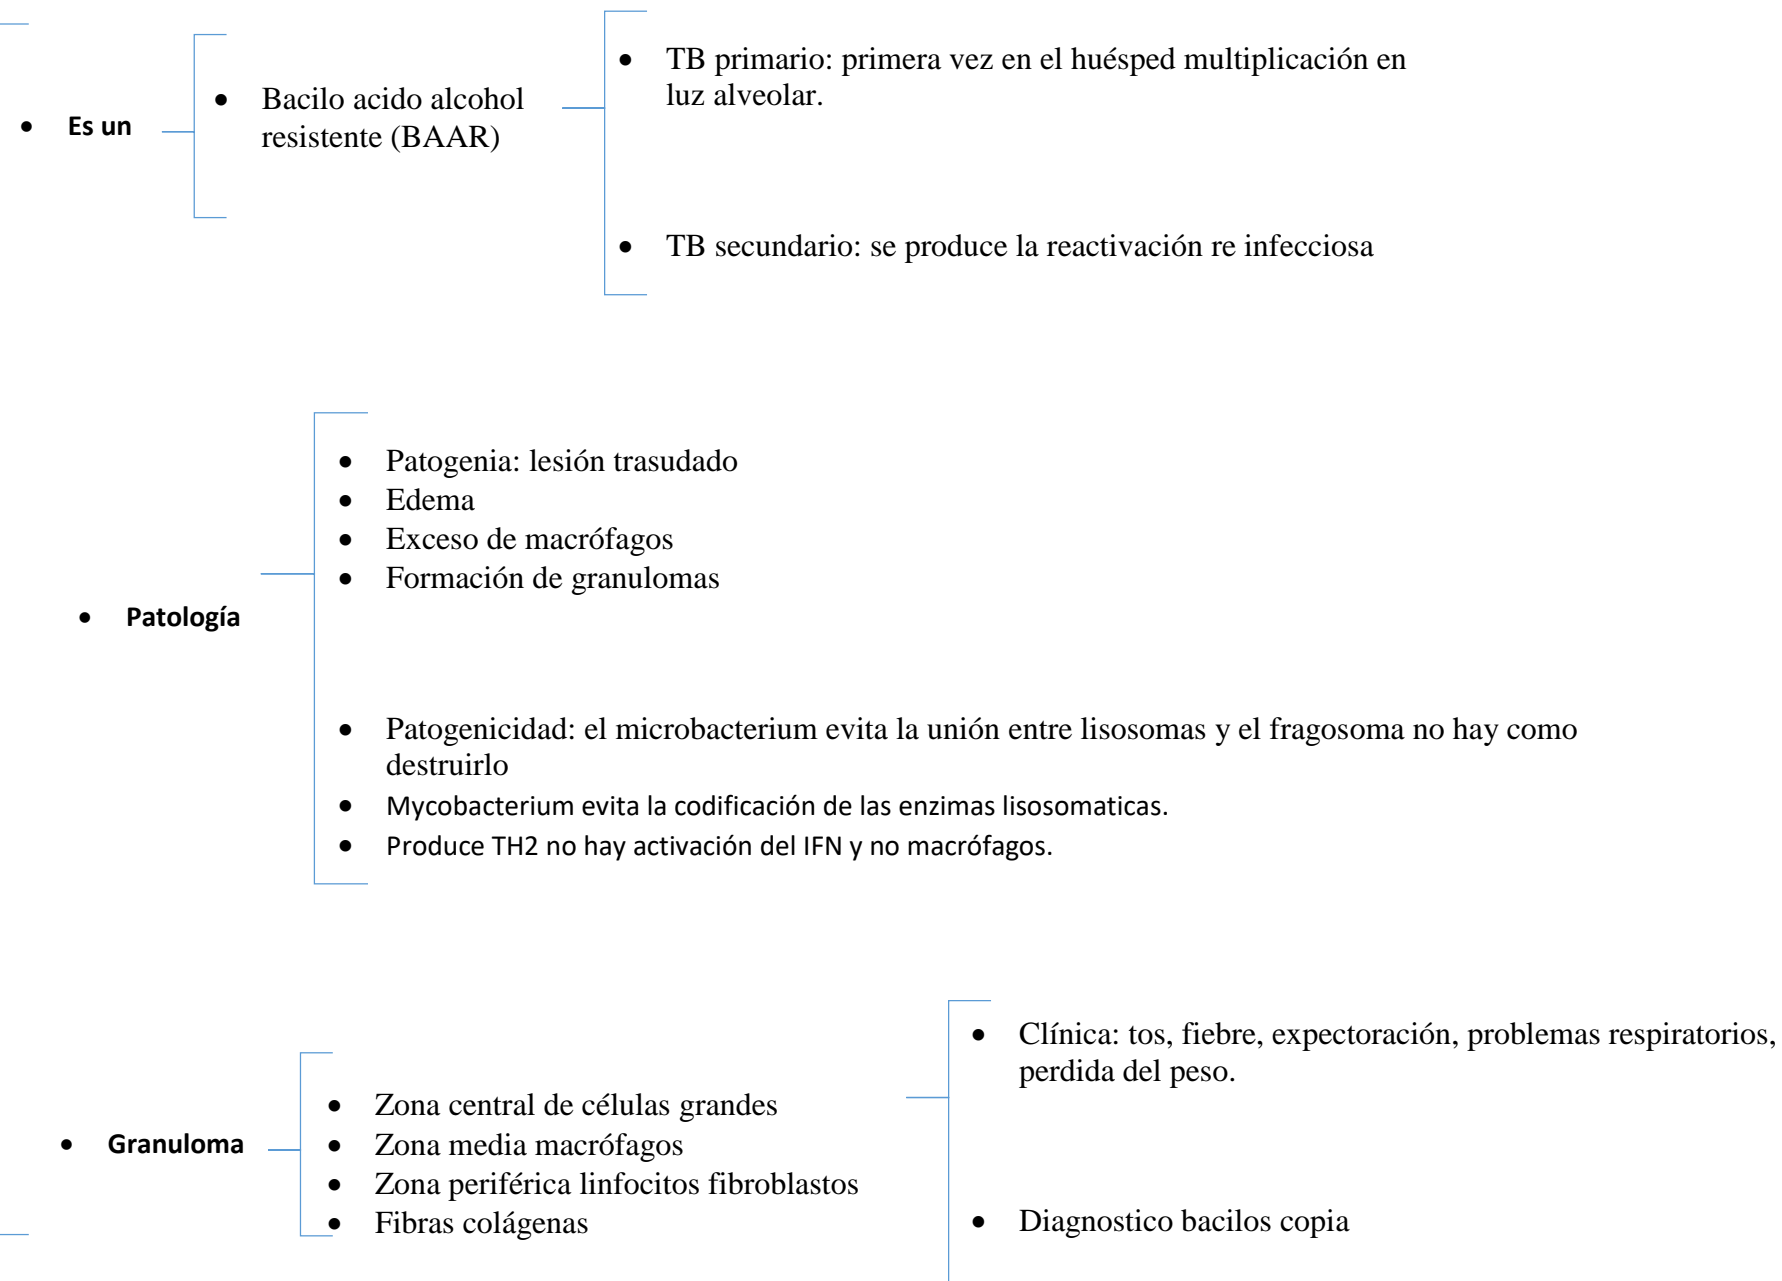 • Es un
• Bacilo acido alcohol
resistente (BAAR)
• TB primario: primera vez en el huésped multiplicación en
luz alveolar.
• TB secundario: se produce la reactivación re infecciosa
• Patología
• Patogenia: lesión trasudado
• Edema
• Exceso de macrófagos
• Formación de granulomas
• Patogenicidad: el microbacterium evita la unión entre lisosomas y el fragosoma no hay como
destruirlo
• Mycobacterium evita la codificación de las enzimas lisosomaticas.
• Produce TH2 no hay activación del IFN y no macrófagos.
• Granuloma
• Zona central de células grandes
• Zona media macrófagos
• Zona periférica linfocitos fibroblastos
• Fibras colágenas
• Clínica: tos, fiebre, expectoración, problemas respiratorios,
perdida del peso.
• Diagnostico bacilos copia